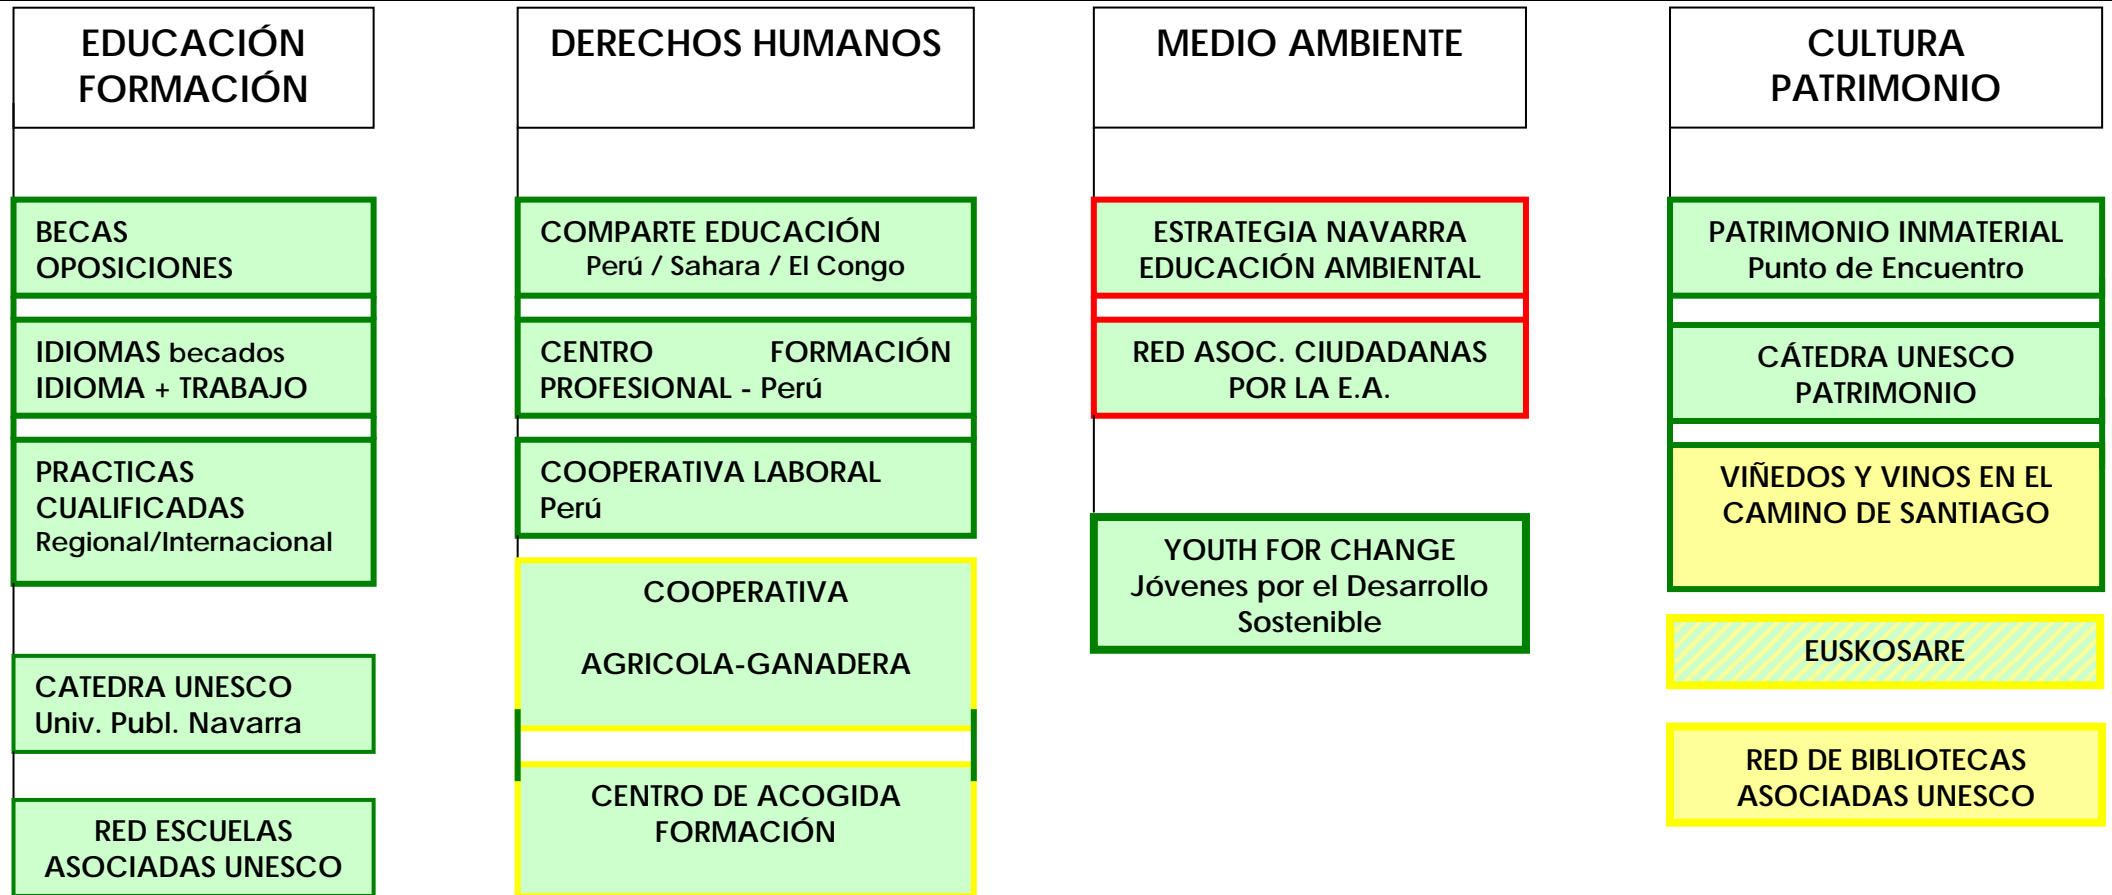 EDUCACIÓN
FORMACIÓN
BECAS
OPOSICIONES
IDIOMAS becados
IDIOMA + TRABAJO
PRACTICAS
CUALIFICADAS
Regional/Internacional
CATEDRA UNESCO
Univ. Publ. Navarra
RED ESCUELAS
ASOCIADAS UNESCO
DERECHOS HUMANOS
COMPARTE EDUCACIÓN
Perú / Sahara / El Congo
CENTRO FORMACIÓN
PROFESIONAL - Perú
COOPERATIVA LABORAL
Perú
COOPERATIVA
AGRICOLA-GANADERA
CENTRO DE ACOGIDA
FORMACIÓN
MEDIO AMBIENTE
ESTRATEGIA NAVARRA
EDUCACIÓN AMBIENTAL
RED ASOC. CIUDADANAS
POR LA E.A.
YOUTH FOR CHANGE
Jóvenes por el Desarrollo
Sostenible
CULTURA
PATRIMONIO
PATRIMONIO INMATERIAL
Punto de Encuentro
CÁTEDRA UNESCO
PATRIMONIO
VIÑEDOS Y VINOS EN EL
CAMINO DE SANTIAGO
EUSKOSARE
RED DE BIBLIOTECAS
ASOCIADAS UNESCO